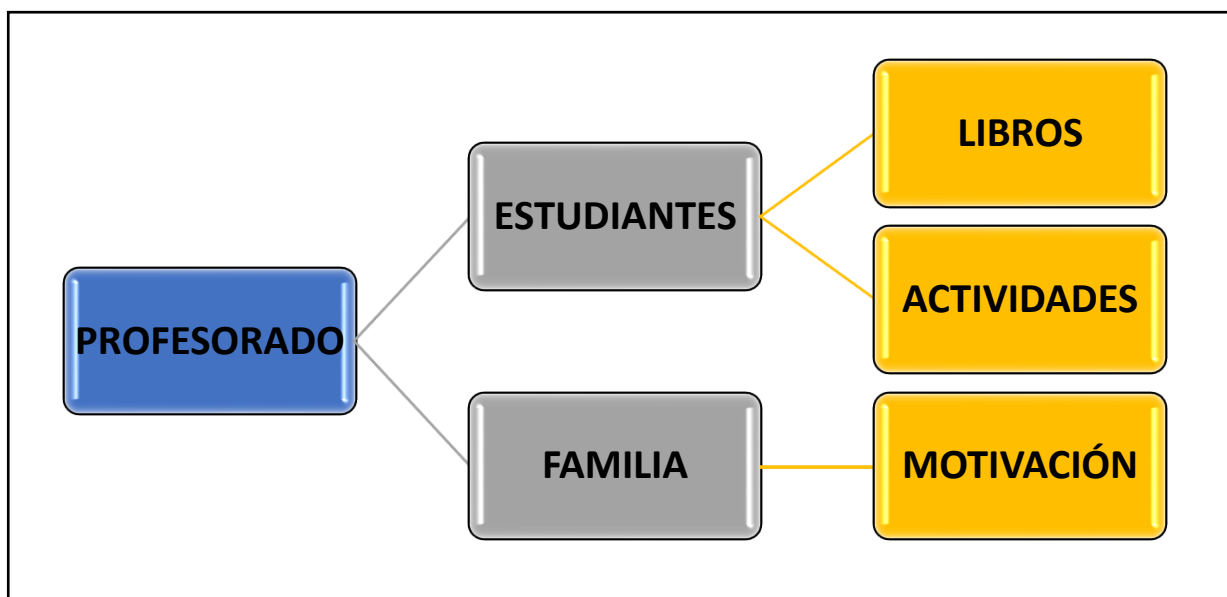 PROFESORADO
ESTUDIANTES
FAMILIA
LIBROS
ACTIVIDADES
MOTIVACIÓN